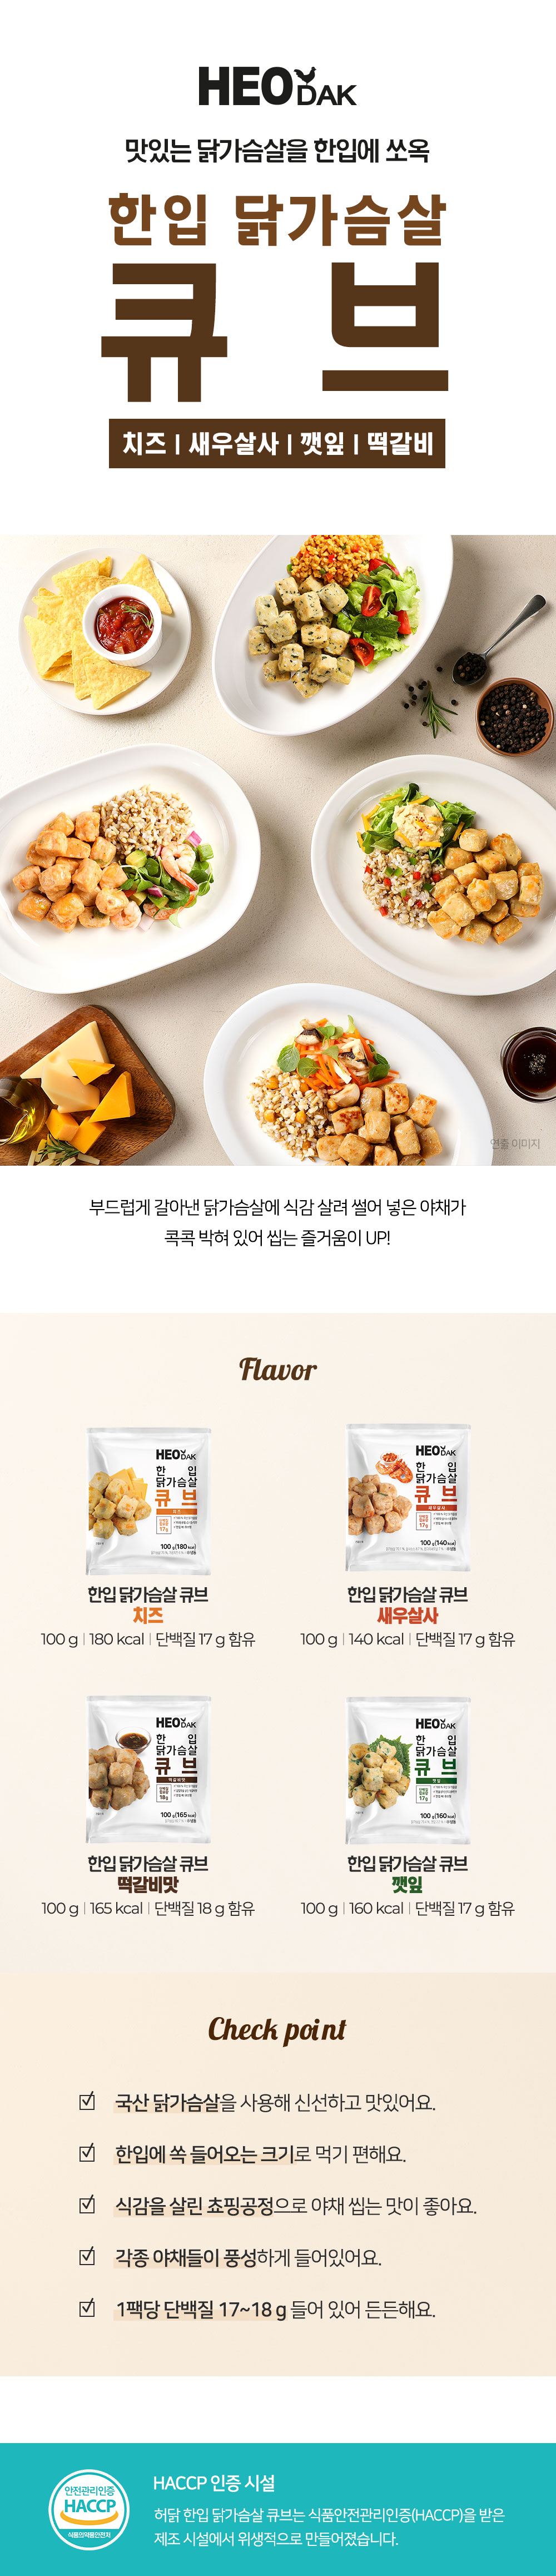 HEO DAK
맛있는 닭가슴살을 한입에 쏘옥
한입 닭가슴살
큐 브
치즈 | 새우살사 | 깻잎 | 떡갈비
연출 이미지
부드럽게 갈아낸 닭가슴살에 식감 살려 썰어 넣은 야채가
콕콕 박혀 있어 씹는 즐거움이 UP!
Flavor
HEO DAK
한 입
닭가슴살
큐 브
치즈
17g
100 g(180 kcal)
HEO DAK
한 입
닭가슴살
큐 브
새우살사
17g
100 g(140 kcal)
한입 닭가슴살 큐브
치즈
100 g | 180 kcal | 단백질 17 g 함유
한입 닭가슴살 큐브
새우살사
100 g | 140 kcal | 단백질 17 g 함유
HEO DAK
한 입
닭가슴살
큐 브
떡갈비맛
18g
100 g(165 kcal)
HEO DAK
한 입
닭가슴살
큐 브
깻잎
17g
100 g(160 kcal)
한입 닭가슴살 큐브
떡갈비맛
100 g | 165 kcal | 단백질 18 g 함유
한입 닭가슴살 큐브
깻잎
100 g | 160 kcal | 단백질 17 g 함유
Check point
국산 닭가슴살을 사용해 신선하고 맛있어요.
한입에 쏙 들어오는 크기로 먹기 편해요.
식감을 살린 쵸핑공정으로 야채 씹는 맛이 좋아요.
각종 야채들이 풍성하게 들어있어요.
1팩당 단백질 17~18 g 들어 있어 든든해요.
안전관리인증
HACCP
식품의약품안전처
HACCP 인증 시설
허닭 한입 닭가슴살 큐브는 식품안전관리인증(HACCP)을 받은
제조 시설에서 위생적으로 만들어졌습니다.